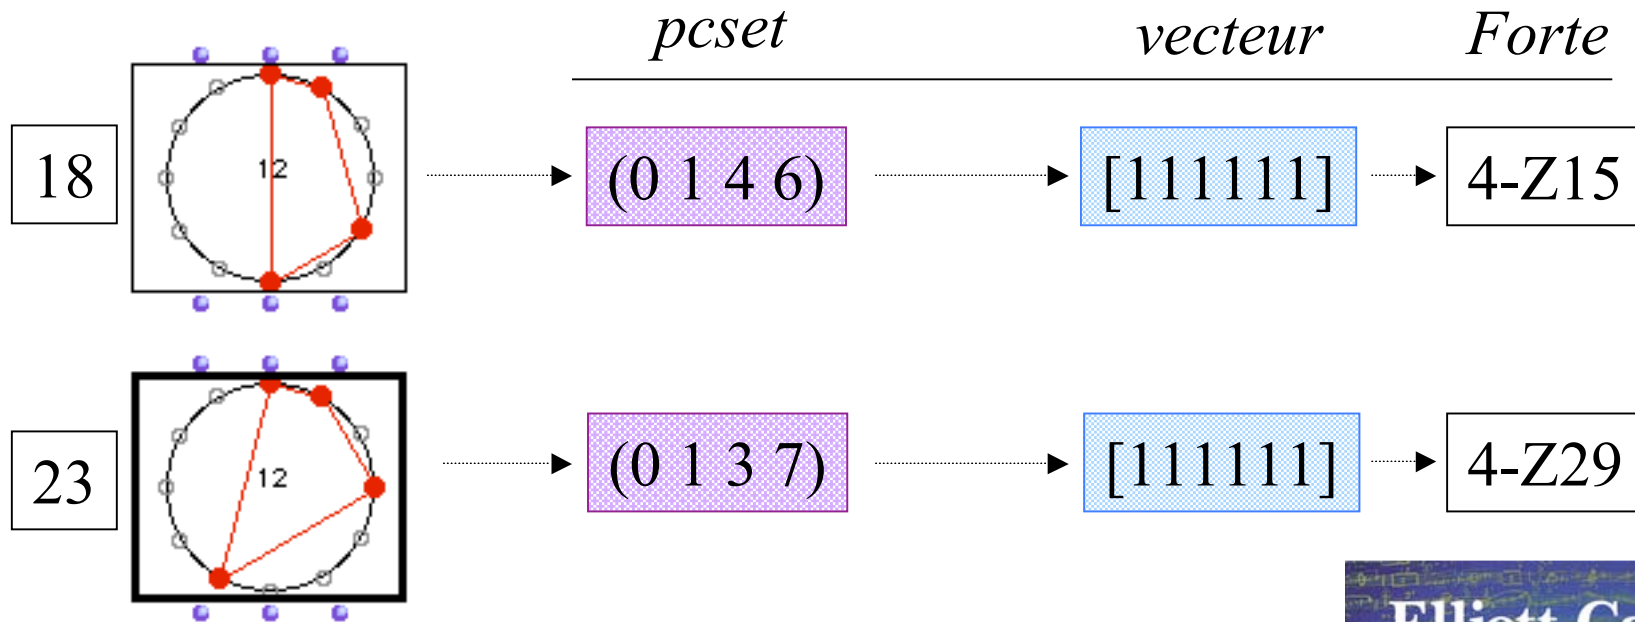 pcset vecteur Forte
18 12 (0 1 4 6) [111111] 4-Z15
23 12 (0 1 3 7) [111111] 4-Z29
Elliott